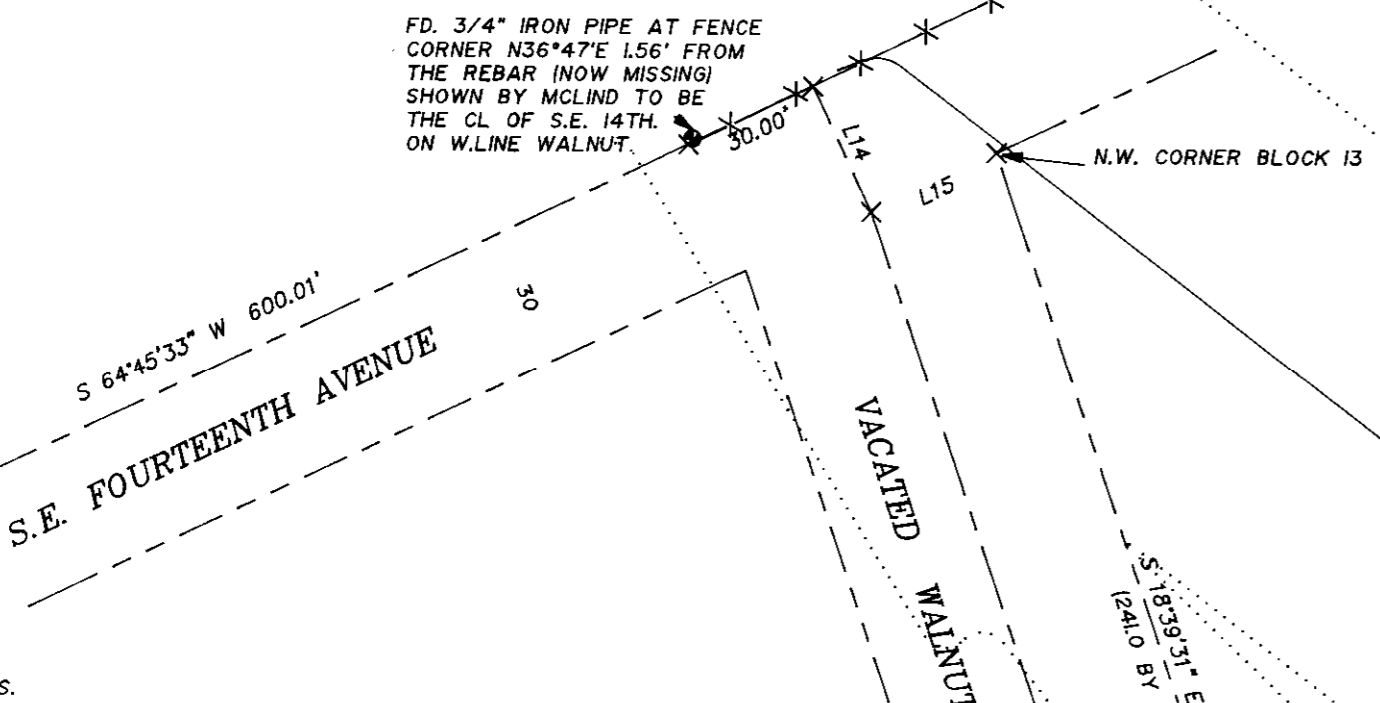 FD. 3/4" IRON PIPE AT FENCE
CORNER N36°47'E 1.56' FROM
THE REBAR (NOW MISSING)
SHOWN BY MCLIND TO BE
THE CL OF S.E. 14TH.
ON W.LINE WALNUT.
30.00'
L14
L15
N.W. CORNER BLOCK 13
S 64°45'33" W 600.01'
30
S.E. FOURTEENTH AVENUE
VACATED WALNUT
S 18°39'31" E
(241.0 BY
S.